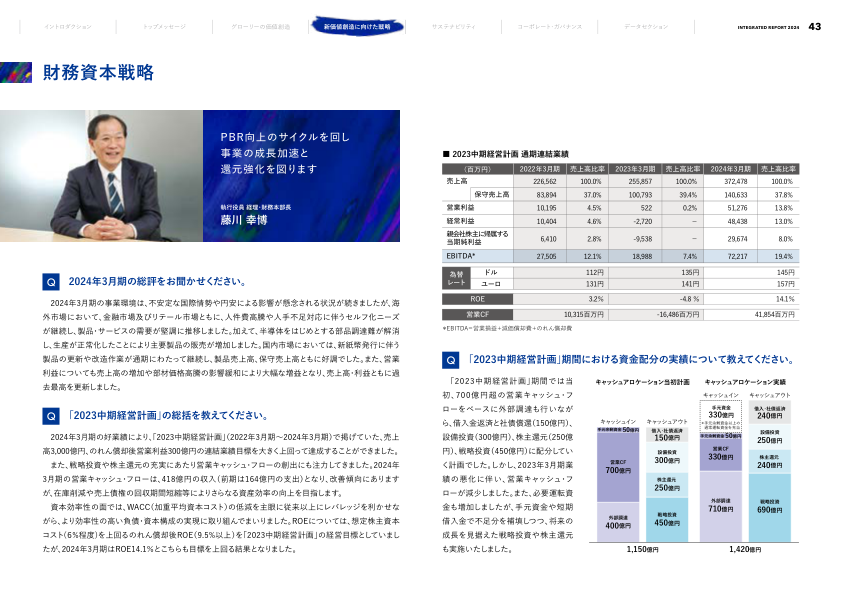 イントロダクション
トップメッセージ
グローリーの価値創造
新価値創造に向けた戦略
サステナビリティ
コーポレート・ガバナンス
データセクション
INTEGRATED REPORT 2024 43
財務資本戦略
PBR向上のサイクルを回し
事業の成長加速と
還元強化を図ります
執行役員 経理・財務本部長
藤川 幸博
Q 2024年3月期の総評をお聞かせください。
2024年3月期の事業環境は、不安定な国際情勢や円安による影響が懸念される状況が続きましたが、海
外市場において、金融市場及びリテール市場ともに、人件費高騰や人手不足対応に伴うセルフ化ニーズ
が継続し、製品・サービスの需要が堅調に推移しました。加えて、半導体をはじめとする部品調達難が解消
し、生産が正常化したことにより主要製品の販売が増加しました。国内市場においては、新紙幣発行に伴う
製品の更新や改造作業が通期にわたって継続し、製品売上高、保守売上高ともに好調でした。また、営業
利益についても売上高の増加や部材価格高騰の影響緩和により大幅な増益となり、売上高・利益ともに過
去最高を更新しました。
Q 「2023中期経営計画」の総括を教えてください。
2024年3月期の好業績により、「2023中期経営計画」(2022年3月期～2024年3月期)で掲げていた、売上
高3,000億円、のれん償却前営業利益300億円の連結業績目標を大きく上回って達成することができました。
また、戦略投資や株主還元の充実にあたり営業キャッシュ・フローの創出にも注力してきました。2024年
3月期の営業キャッシュ・フローは、418億円の収入(前期は164億円の支出)となり、改善傾向にあります
が、在庫削減や売上債権の回収期間短縮等によりさらなる資産効率の向上を目指します。
資本効率性の面では、WACC(加重平均資本コスト)の低減を主眼に従来以上にレバレッジを利かせな
がら、より効率性の高い負債・資本構成の実現に取り組んでまいりました。ROEについては、想定株主資本
コスト(6%程度)を上回るのれん償却後ROE(9.5%以上)を「2023中期経営計画」の経営目標としていまし
たが、2024年3月期はROE14.1%とこちらも目標を上回る結果となりました。
■ 2023中期経営計画 通期連結業績
(百万円) 2022年3月期 売上高比率 2023年3月期 売上高比率 2024年3月期 売上高比率
売上高 226,562 100.0% 255,857 100.0% 372,478 100.0%
保守売上高 83,894 37.0% 100,793 39.4% 140,633 37.8%
営業利益 10,195 4.5% 522 0.2% 51,276 13.8%
経常利益 10,404 4.6% -2,720 － 48,438 13.0%
親会社株主に帰属する
当期純利益 6,410 2.8% -9,538 － 29,674 8.0%
EBITDA* 27,505 12.1% 18,988 7.4% 72,217 19.4%
為替
レート
ドル 112円 135円 145円
ユーロ 131円 141円 157円
ROE 3.2% -4.8 % 14.1%
営業CF 10,315百万円 -16,486百万円 41,854百万円
*EBITDA=営業損益+減価償却費+のれん償却費
Q 「2023中期経営計画」期間における資金配分の実績について教えてください。
「2023中期経営計画」期間では当
初、700億円超の営業キャッシュ・フ
ローをベースに外部調達も行いなが
ら、借入金返済と社債償還(150億円)、
設備投資(300億円)、株主還元(250億
円)、戦略投資(450億円)に配分してい
く計画でした。しかし、2023年3月期業
績の悪化に伴い、営業キャッシュ・フ
ローが減少しました。また、必要運転資
金も増加しましたが、手元資金や短期
借入金で不足分を補填しつつ、将来の
成長を見据えた戦略投資や株主還元
も実施いたしました。
キャッシュアロケーション当初計画
キャッシュイン
キャッシュアウト
手元資金取崩 50億円
営業CF
700億円
外部調達
400億円
借入・社債返済
150億円
設備投資
300億円
株主還元
250億円
戦略投資
450億円
1,150億円
キャッシュアロケーション実績
キャッシュイン
キャッシュアウト
手元資金
330億円
手元資金取崩 50億円
営業CF
330億円
外部調達
710億円
借入・社債返済
240億円
設備投資
250億円
株主還元
240億円
戦略投資
690億円
1,420億円